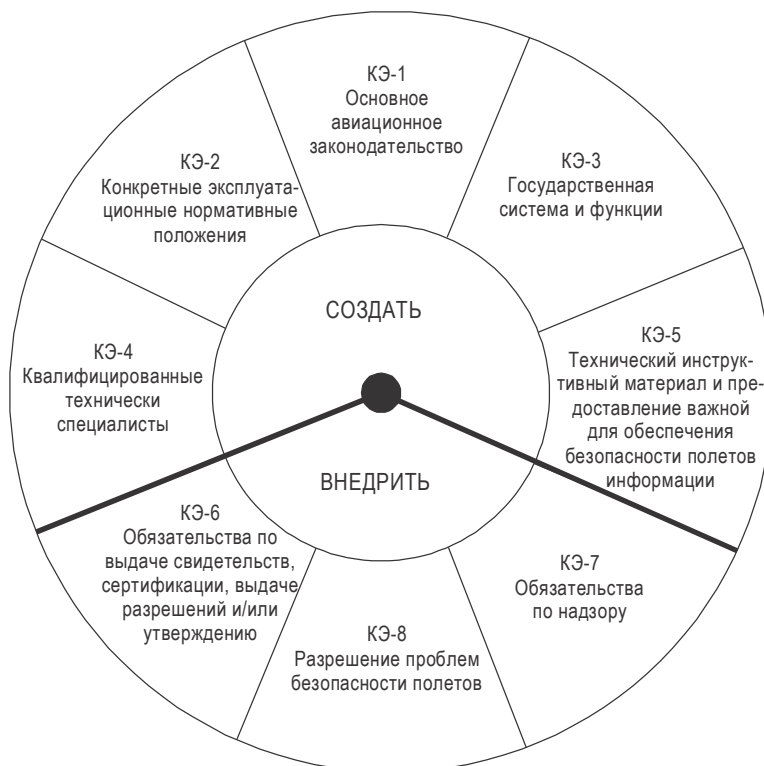 КЭ-1
Основное
авиационное
законодательство
КЭ-2
Конкретные эксплуата-
ционные нормативные
положения
КЭ-3
Государственная
система и функции
СОЗДАТЬ
КЭ-4
Квалифицированные
технически
специалисты
КЭ-5
Технический инструк-
тивный материал и пре-
доставление важной
для обеспечения
безопасности полетов
информации
ВНЕДРИТЬ
КЭ-6
Обязательства по
выдаче свидетельств,
сертификации, выдаче
разрешений и/или
утверждению
КЭ-8
Разрешение проблем
безопасности полетов
КЭ-7
Обязательства
по надзору